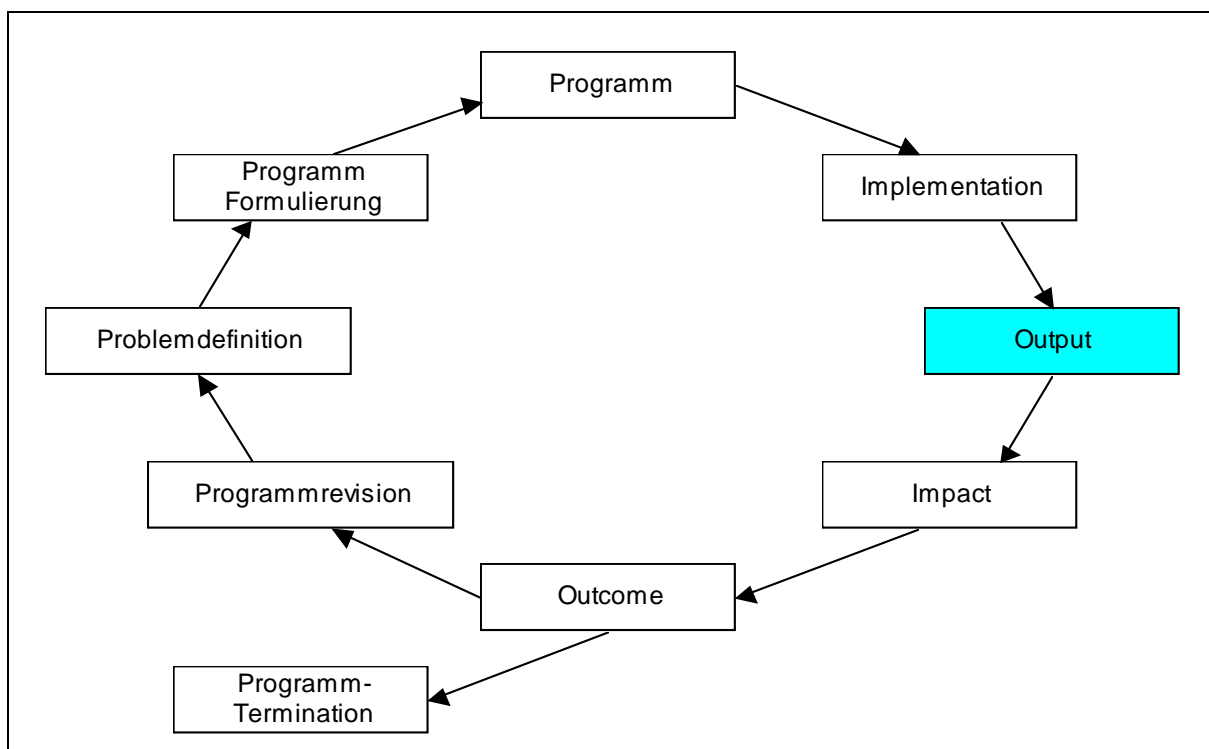 Programm
Programm
Formulierung
Implementation
Problemdefinition
Output
Programmrevision
Impact
Outcome
Programm-
Termination